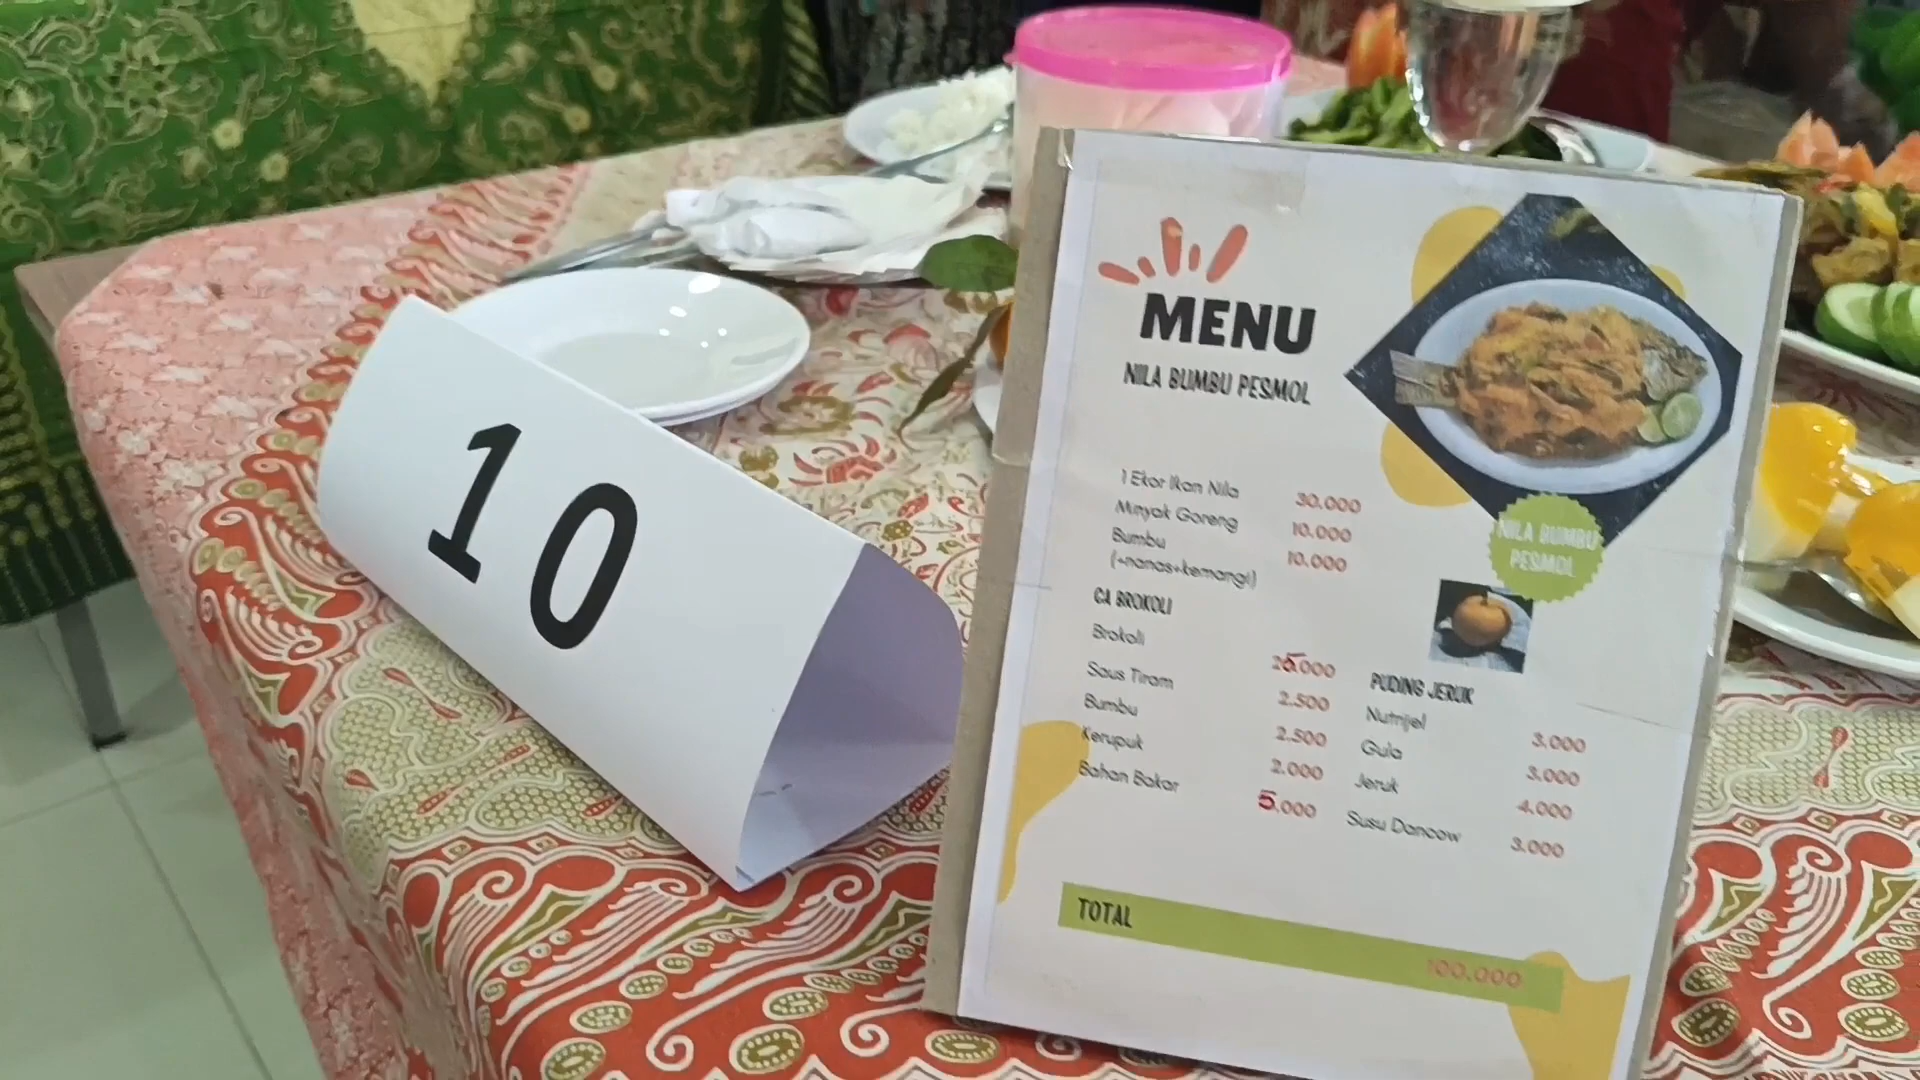 10
MENU
NILA BUMBU PESMOL
1 Ekor Ikan Nila 30.000
Minyak Goreng 10.000
Bumbu 10.000
(+nanas+kemangi)
NILA BUMBU
PESMOL
CA BROKOLI
Brokoli 25.000
Saus Tiram 2.500
Bumbu 2.500
Kerupuk 2.000
Bahan Bakar 5.000
PUDING JERUK
Nutrijel 3.000
Gula 3.000
Jeruk 4.000
Susu Dancow 3.000
TOTAL 100.000